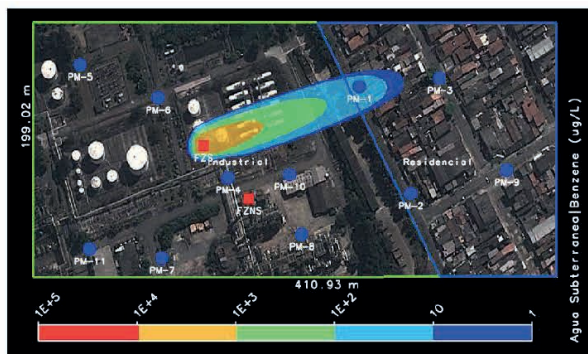 PM-5
PM-6
PM-1
PM-3
FZS
Industrial
Residencial
PM-4
PM-10
PM-9
FZNS
PM-2
PM-8
PM-11
PM-7
199.02 m
410.93 m
1E+5
1E+4
1E+3
1E+2
10
1
Agua Subterranea|Benzene (ug/L)